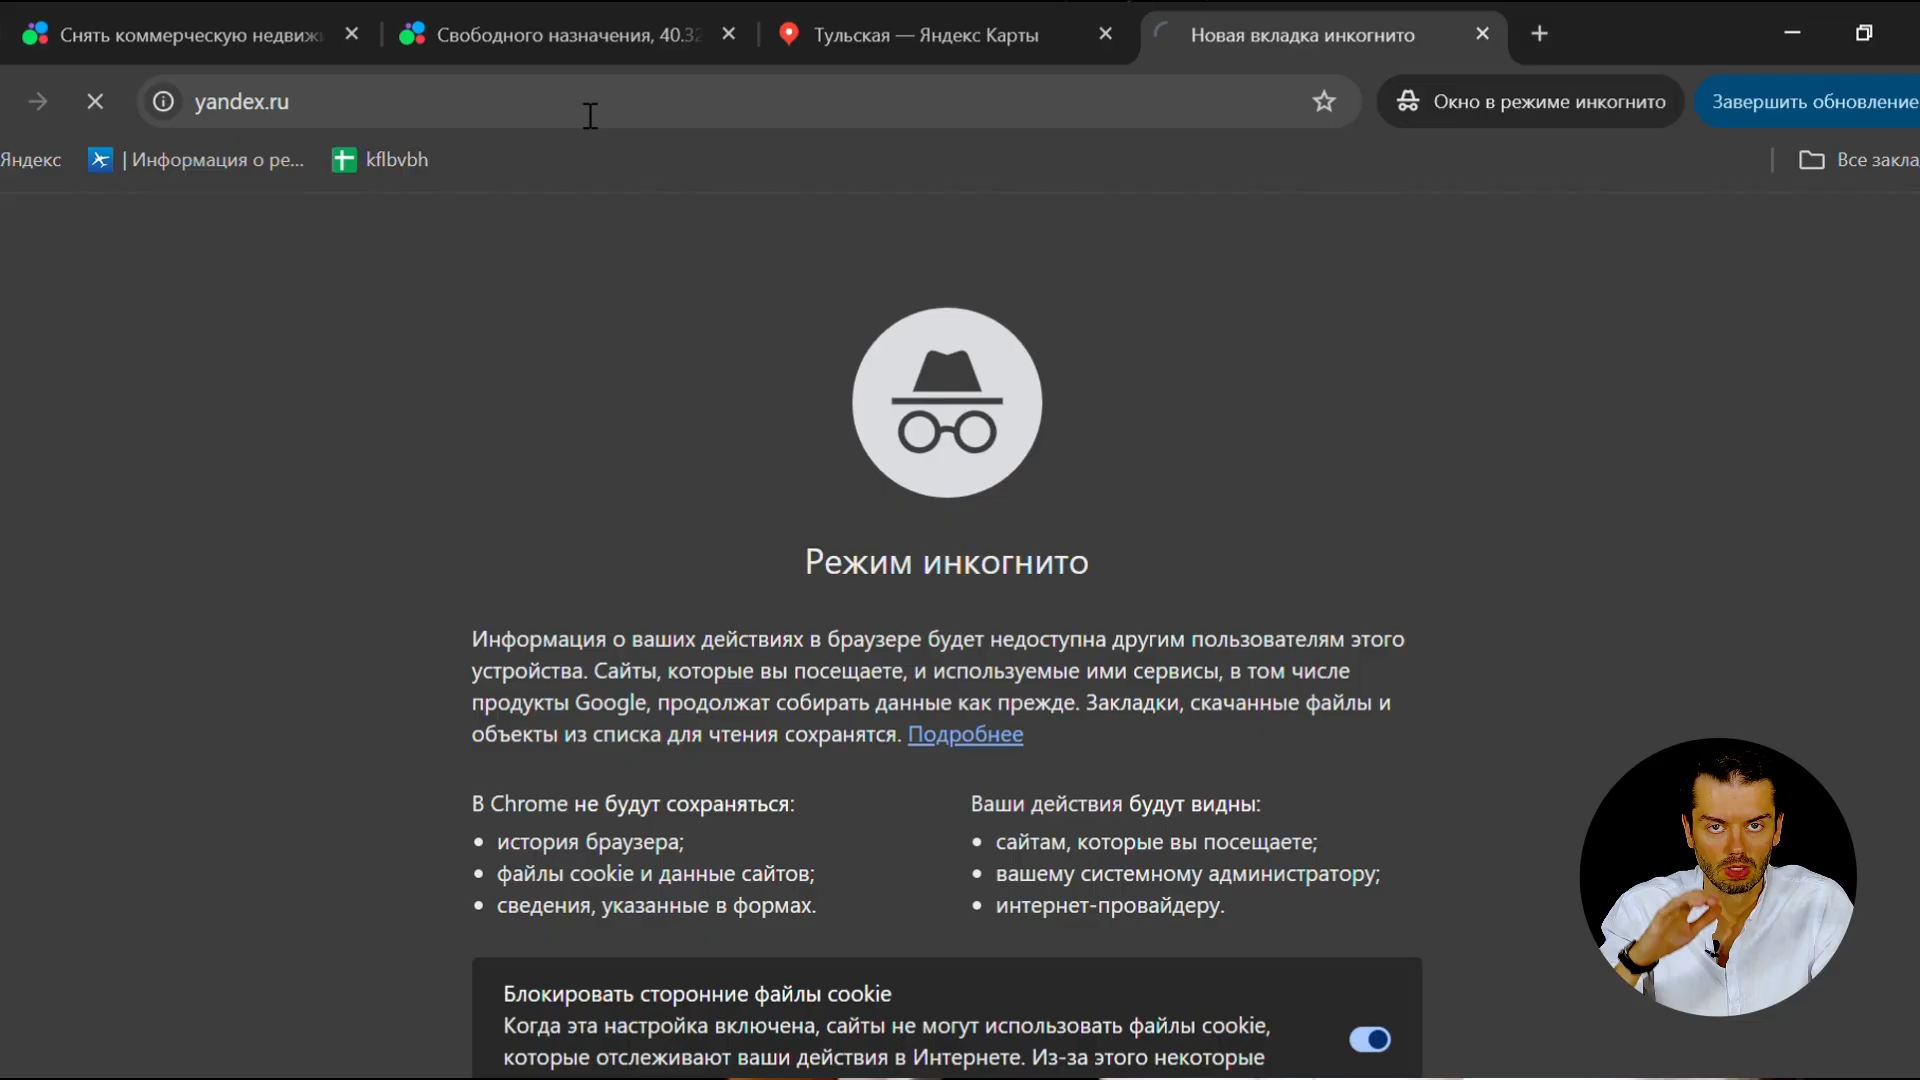 Снять коммерческую недвиж
Свободного назначения, 40.32
Тульская — Яндекс Карты
Новая вкладка инкогнито
yandex.ru
Окно в режиме инкогнито
Завершить обновление
Яндекс
| Информация о ре...
kflbvbh
Все закла
Режим инкогнито
Информация о ваших действиях в браузере будет недоступна другим пользователям этого
устройства. Сайты, которые вы посещаете, и используемые ими сервисы, в том числе
продукты Google, продолжат собирать данные как прежде. Закладки, скачанные файлы и
объекты из списка для чтения сохранятся. Подробнее
В Chrome не будут сохраняться:
• история браузера;
• файлы cookie и данные сайтов;
• сведения, указанные в формах.
Ваши действия будут видны:
• сайтам, которые вы посещаете;
• вашему системному администратору;
• интернет-провайдеру.
Блокировать сторонние файлы cookie
Когда эта настройка включена, сайты не могут использовать файлы cookie,
которые отслеживают ваши действия в Интернете. Из-за этого некоторые